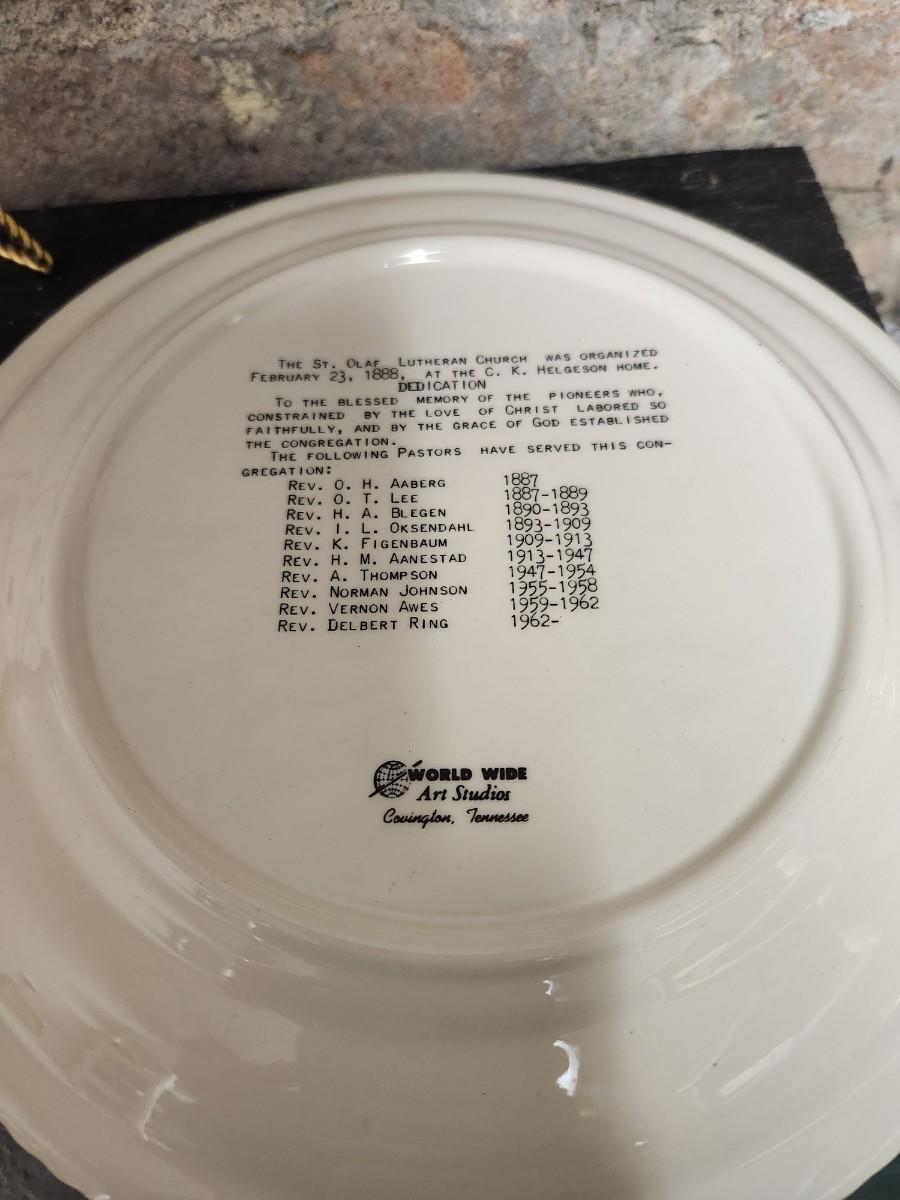 THE ST. OLAF LUTHERAN CHURCH WAS ORGANIZED
FEBRUARY 23, 1888, AT THE C. K. HELGESON HOME.
DEDICATION
TO THE BLESSED MEMORY OF THE PIONEERS WHO,
CONSTRAINED BY THE LOVE OF CHRIST LABORED SO
FAITHFULLY, AND BY THE GRACE OF GOD ESTABLISHED
THE CONGREGATION.
THE FOLLOWING PASTORS HAVE SERVED THIS CON-
GREGATION:
REV. O. H. AABERG 1887
REV. O. T. LEE 1887-1889
REV. H. A. BLEGEN 1890-1893
REV. I. L. OKSENDAHL 1893-1909
REV. K. FIGENBAUM 1909-1913
REV. H. M. AANESTAD 1913-1947
REV. A. THOMPSON 1947-1954
REV. NORMAN JOHNSON 1955-1958
REV. VERNON AWES 1959-1962
REV. DELBERT RING 1962-
WORLD WIDE
Art Studios
Covington, Tennessee